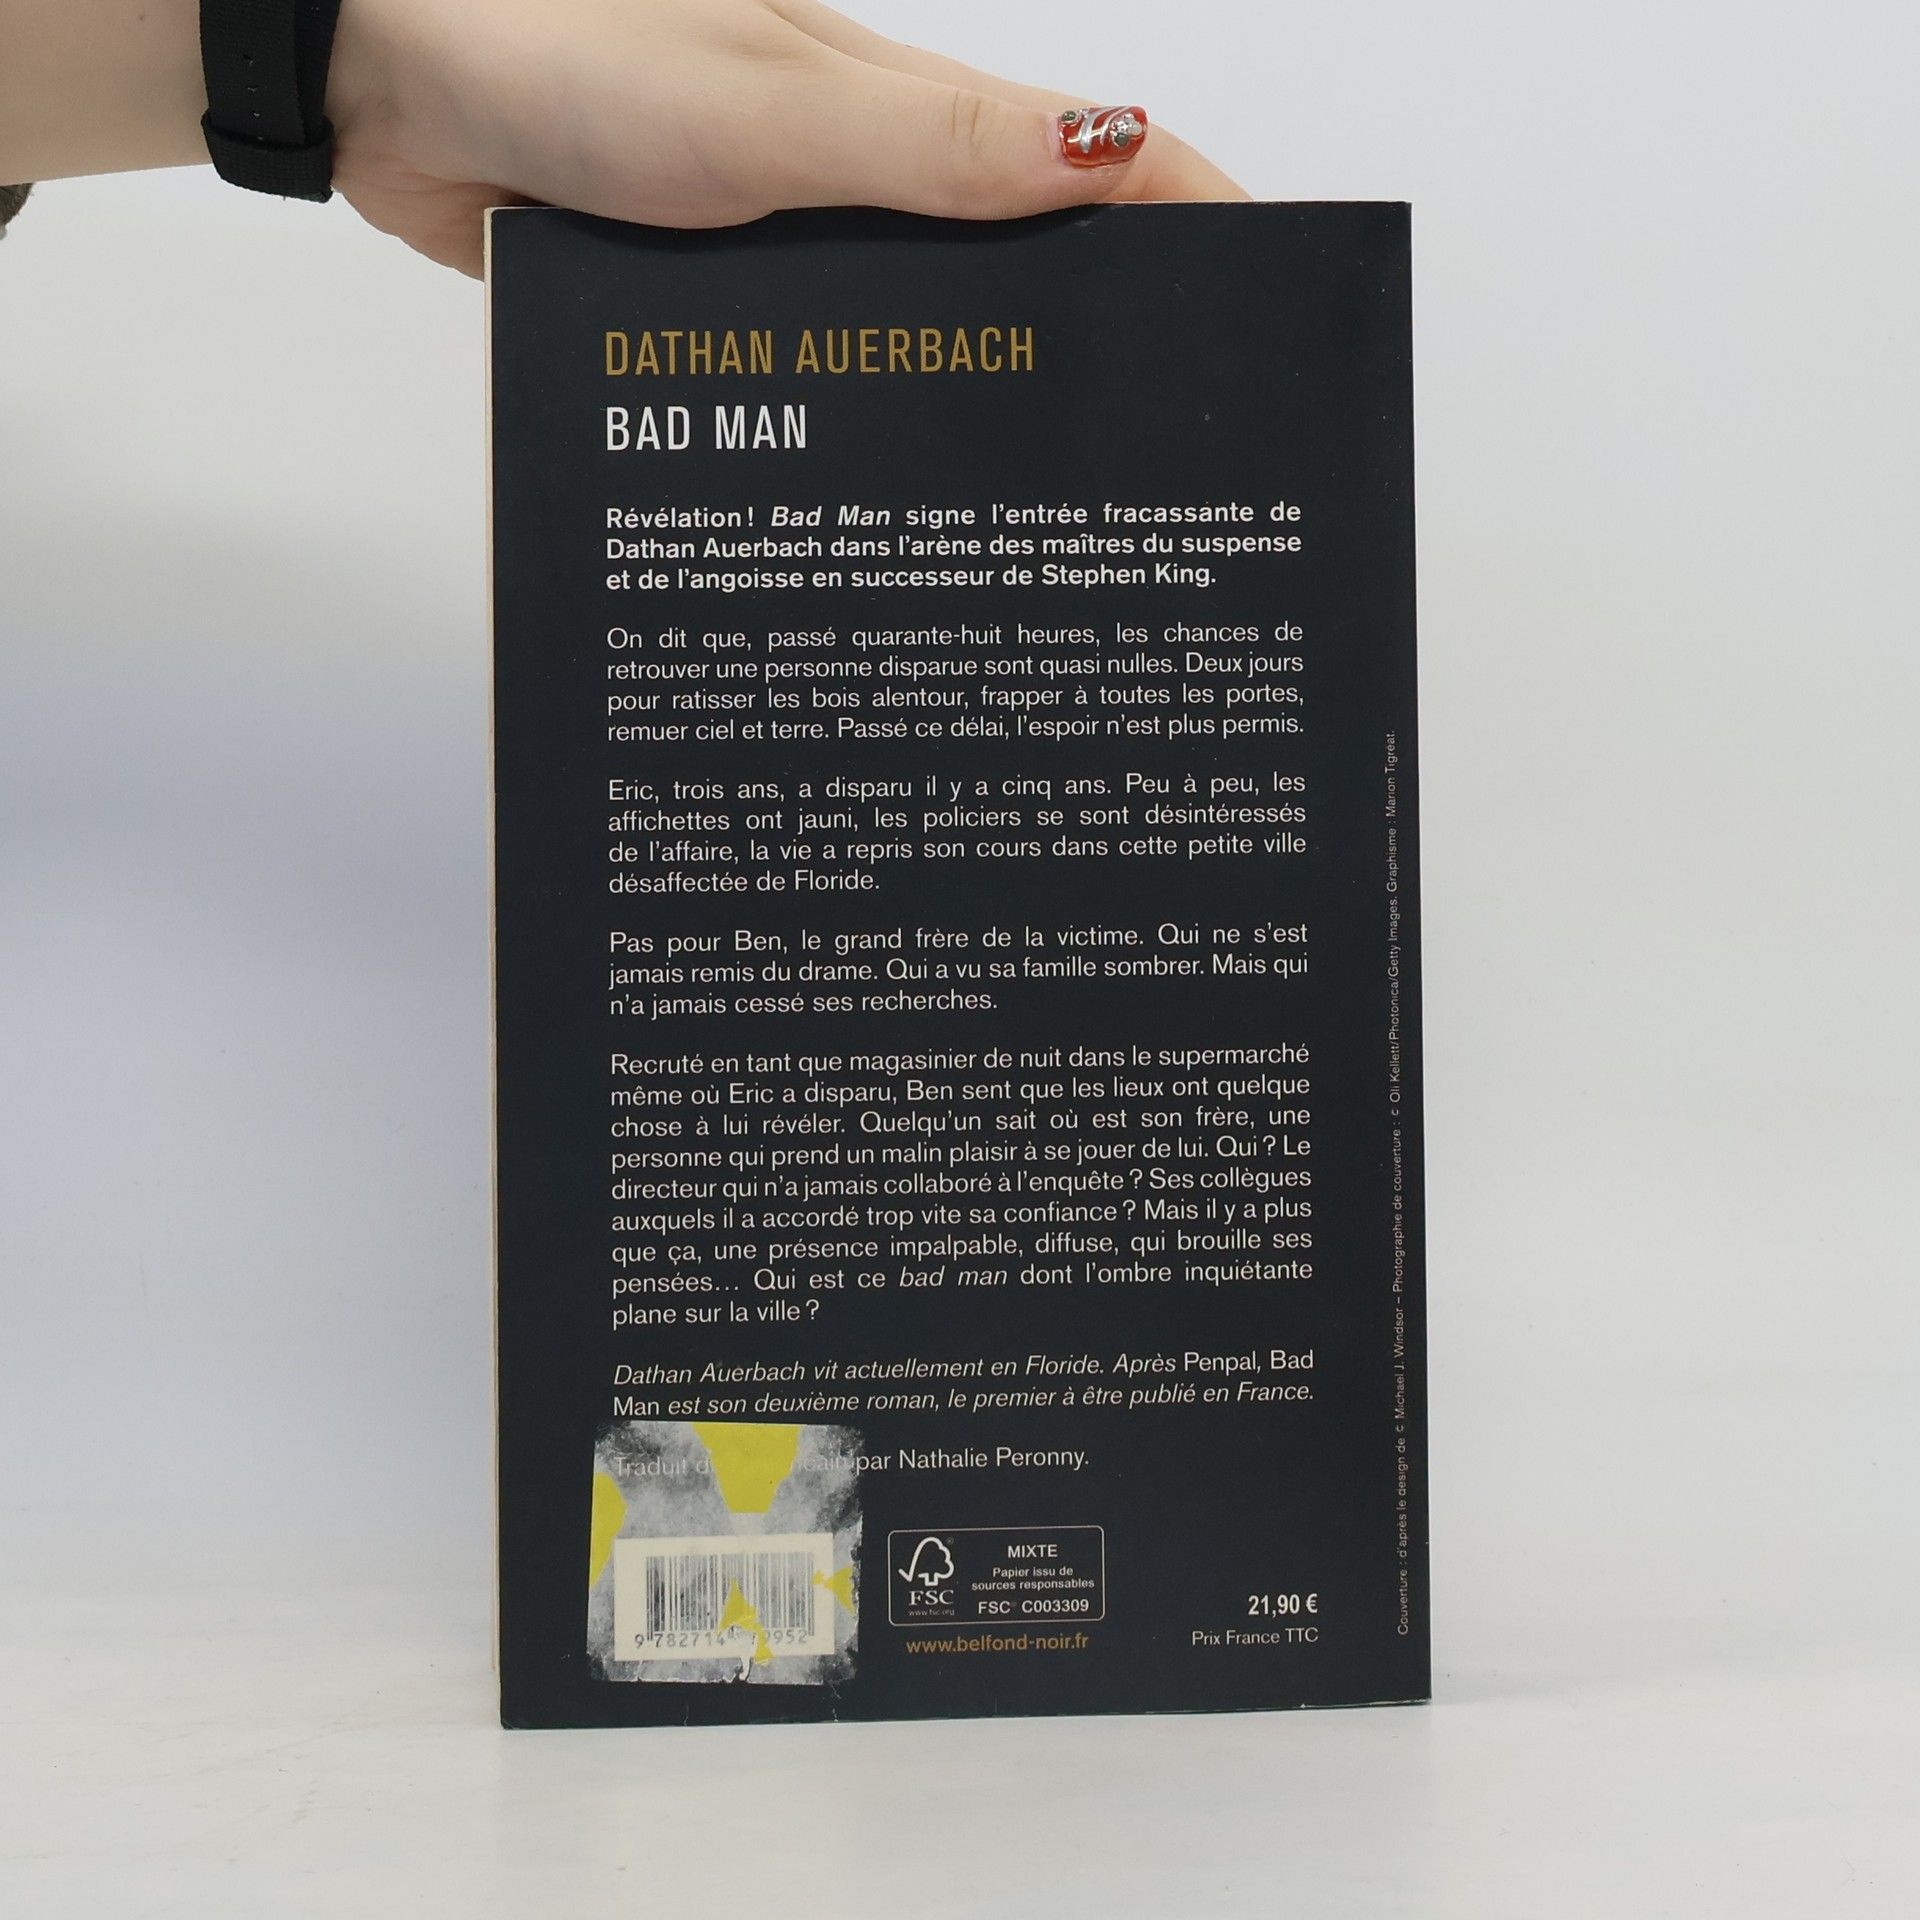 DATHAN AUERBACH
BAD MAN
Révélation ! Bad Man signe l'entrée fracassante de
Dathan Auerbach dans l'arène des maîtres du suspense
et de l'angoisse en successeur de Stephen King.
On dit que, passé quarante-huit heures, les chances de
retrouver une personne disparue sont quasi nulles. Deux jours
pour ratisser les bois alentour, frapper à toutes les portes,
remuer ciel et terre. Passé ce délai, l'espoir n'est plus permis.
Eric, trois ans, a disparu il y a cinq ans. Peu à peu, les
affichettes ont jauni, les policiers se sont désintéressés
de l'affaire, la vie a repris son cours dans cette petite ville
désaffectée de Floride.
Pas pour Ben, le grand frère de la victime. Qui ne s'est
jamais remis du drame. Qui a vu sa famille sombrer. Mais qui
n'a jamais cessé ses recherches.
Recruté en tant que magasinier de nuit dans le supermarché
même où Eric a disparu, Ben sent que les lieux ont quelque
chose à lui révéler. Quelqu'un sait où est son frère, une
personne qui prend un malin plaisir à se jouer de lui. Qui ? Le
directeur qui n'a jamais collaboré à l'enquête ? Ses collègues
auxquels il a accordé trop vite sa confiance ? Mais il y a plus
que ça, une présence impalpable, diffuse, qui brouille ses
pensées... Qui est ce bad man dont l'ombre inquiétante
plane sur la ville ?
Dathan Auerbach vit actuellement en Floride. Après Penpal, Bad
Man est son deuxième roman, le premier à être publié en France.
Traduit par Nathalie Peronny.
9 782714 9952
FSC
www.fsc.org
MIXTE
Papier issu de
sources responsables
FSC® C003309
www.belfond-noir.fr
21,90 €
Prix France TTC
Couverture : d'après le design de © Michael J. Windsor – Photographie de couverture : © Oli Kellett/Photonica/Getty Images. Graphisme : Marion Tigréat.